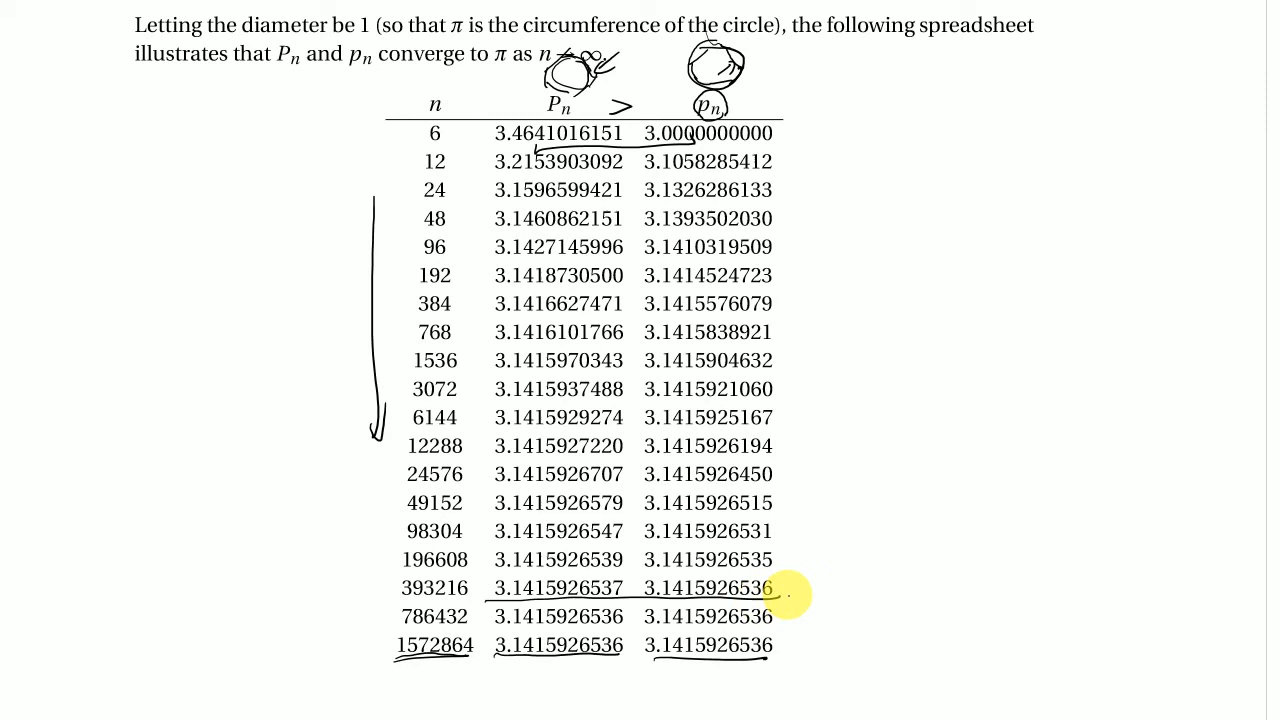 Letting the diameter be 1 (so that π is the circumference of the circle), the following spreadsheet
illustrates that Pₙ and pₙ converge to π as n → ∞.
n Pₙ > pₙ
6 3.4641016151 3.0000000000
12 3.2153903092 3.1058285412
24 3.1596599421 3.1326286133
48 3.1460862151 3.1393502030
96 3.1427145996 3.1410319509
192 3.1418730500 3.1414524723
384 3.1416627471 3.1415576079
768 3.1416101766 3.1415838921
1536 3.1415970343 3.1415904632
3072 3.1415937488 3.1415921060
6144 3.1415929274 3.1415925167
12288 3.1415927220 3.1415926194
24576 3.1415926707 3.1415926450
49152 3.1415926579 3.1415926515
98304 3.1415926547 3.1415926531
196608 3.1415926539 3.1415926535
393216 3.1415926537 3.1415926536
786432 3.1415926536 3.1415926536
1572864 3.1415926536 3.1415926536